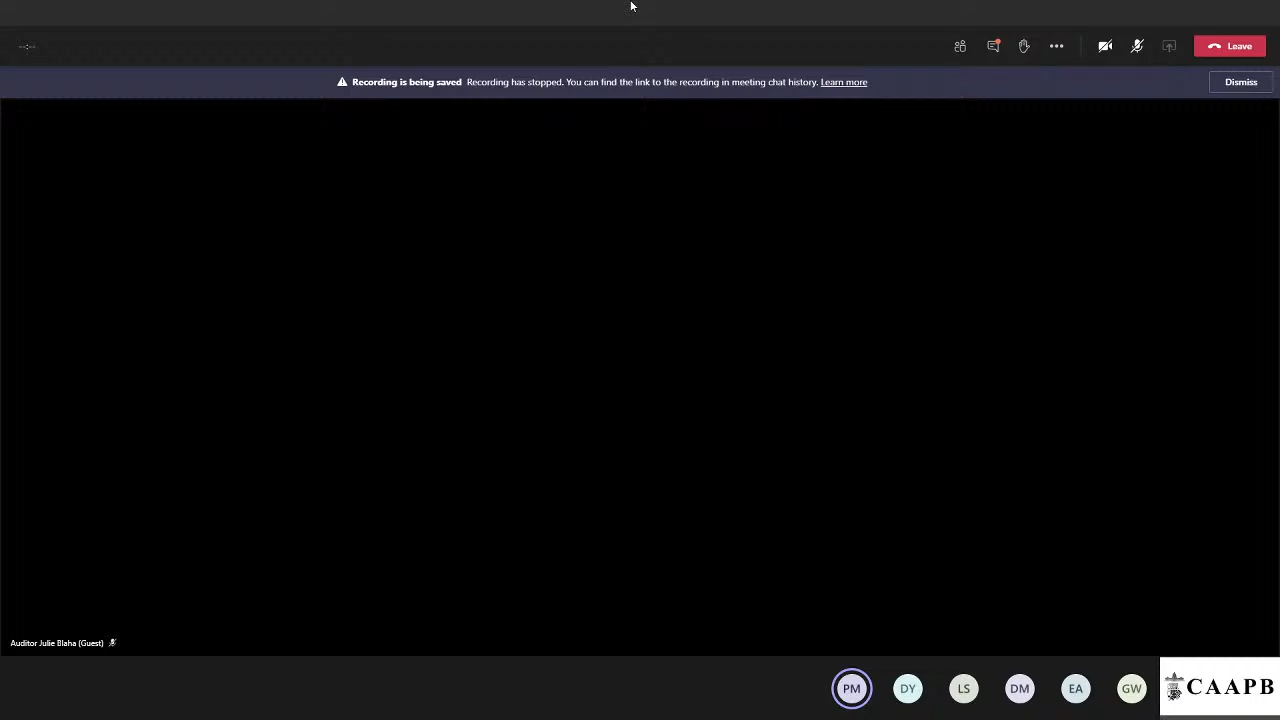 --:--
Leave
Recording is being saved Recording has stopped. You can find the link to the recording in meeting chat history. Learn more
Dismiss
Auditor Julie Blaha (Guest)
PM DY LS DM EA GW CAAPB